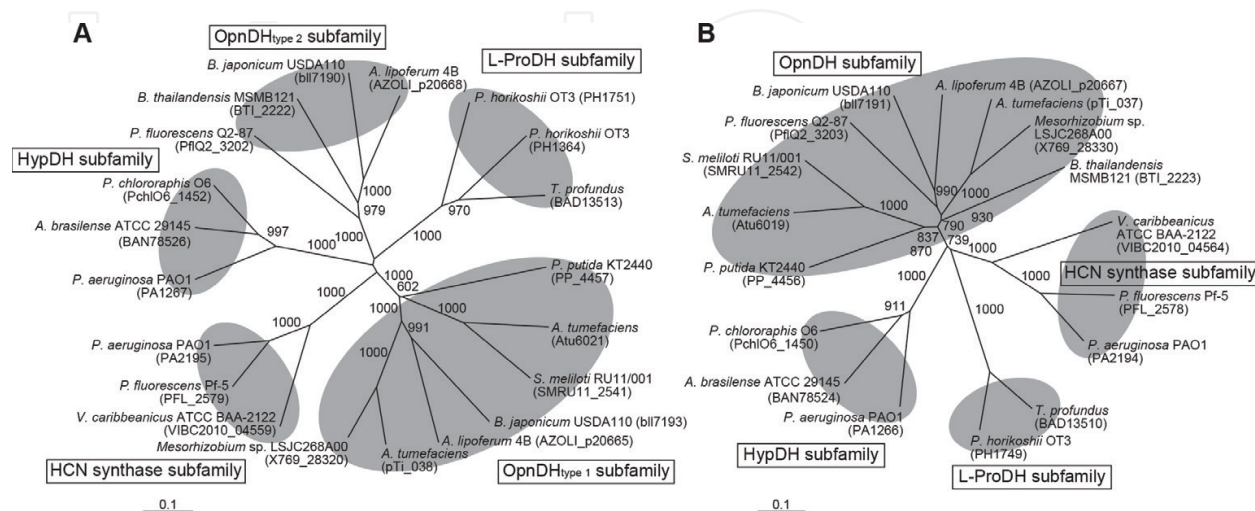 A
OpnDHtype 2 subfamily
B. japonicum USDA110
(bll7190)
A. lipoferum 4B
(AZOLI_p20668)
L-ProDH subfamily
B. thailandensis MSMB121
(BTI_2222)
P. horikoshii OT3 (PH1751)
P. fluorescens Q2-87
(PflQ2_3202)
P. horikoshii OT3
(PH1364)
HypDH subfamily
P. chlororaphis O6
(PchlO6_1452)
1000
979
970
T. profundus
(BAD13513)
A. brasilense ATCC 29145
(BAN78526)
997
1000
1000
1000
P. aeruginosa PAO1
(PA1267)
1000
602
P. putida KT2440
(PP_4457)
1000
1000
991
1000
1000
A. tumefaciens
(Atu6021)
P. aeruginosa PAO1
(PA2195)
1000
P. fluorescens Pf-5
(PFL_2579)
S. meliloti RU11/001
(SMRU11_2541)
V. caribbeanicus ATCC BAA-2122
(VIBC2010_04559)
B. japonicum USDA110 (bll7193)
Mesorhizobium sp. LSJC268A00
(X769_28320)
A. lipoferum 4B (AZOLI_p20665)
A. tumefaciens
(pTi_038)
HCN synthase subfamily
OpnDHtype 1 subfamily
0.1
B
OpnDH subfamily
B. japonicum USDA110
(bll7191)
A. lipoferum 4B (AZOLI_p20667)
A. tumefaciens (pTi_037)
P. fluorescens Q2-87
(PflQ2_3203)
Mesorhizobium sp.
LSJC268A00
(X769_28330)
S. meliloti RU11/001
(SMRU11_2542)
B. thailandensis
MSMB121 (BTI_2223)
990
1000
1000
930
A. tumefaciens
(Atu6019)
790
837
739
870
1000
V. caribbeanicus
ATCC BAA-2122
(VIBC2010_04564)
P. putida KT2440
(PP_4456)
1000
1000
HCN synthase subfamily
P. fluorescens Pf-5
(PFL_2578)
911
1000
P. chlororaphis O6
(PchlO6_1450)
P. aeruginosa PAO1
(PA2194)
A. brasilense ATCC 29145
(BAN78524)
P. aeruginosa PAO1
(PA1266)
T. profundus
(BAD13510)
P. horikoshii OT3
(PH1749)
HypDH subfamily
L-ProDH subfamily
0.1